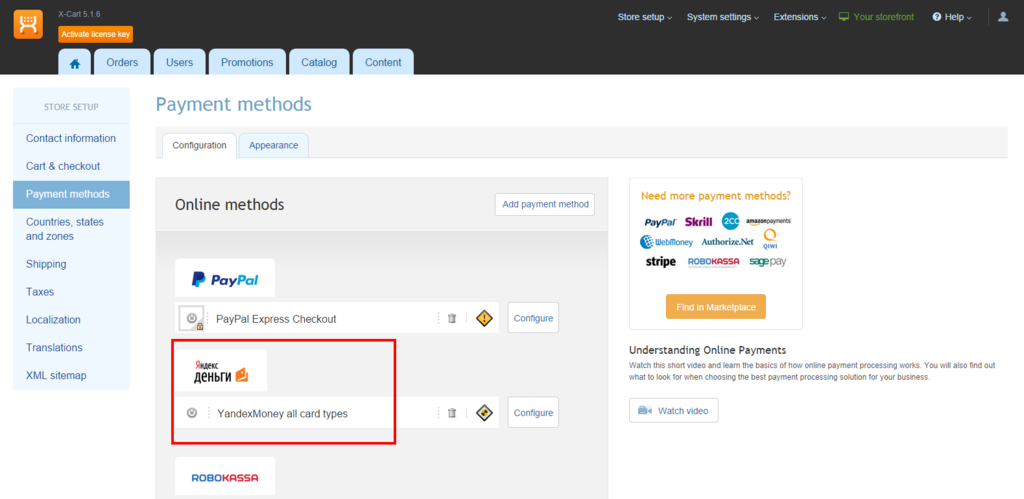 X-Cart 5.1.6
Activate license key
Store setup
System settings
Extensions
Your storefront
Help
Orders
Users
Promotions
Catalog
Content
STORE SETUP
Contact information
Cart & checkout
Payment methods
Countries, states
and zones
Shipping
Taxes
Localization
Translations
XML sitemap
Payment methods
Configuration
Appearance
Online methods
Add payment method
PayPal
PayPal Express Checkout
Configure
Яндекс
деньги
YandexMoney all card types
Configure
ROBOKASSA
Need more payment methods?
PayPal Skrill 2CO amazonpayments
WebMoney Authorize.Net QIWI
stripe ROBOKASSA sage pay
Find in Marketplace
Understanding Online Payments
Watch this short video and learn the basics of how online payment processing works. You will also find out
what to look for when choosing the best payment processing solution for your business.
Watch video